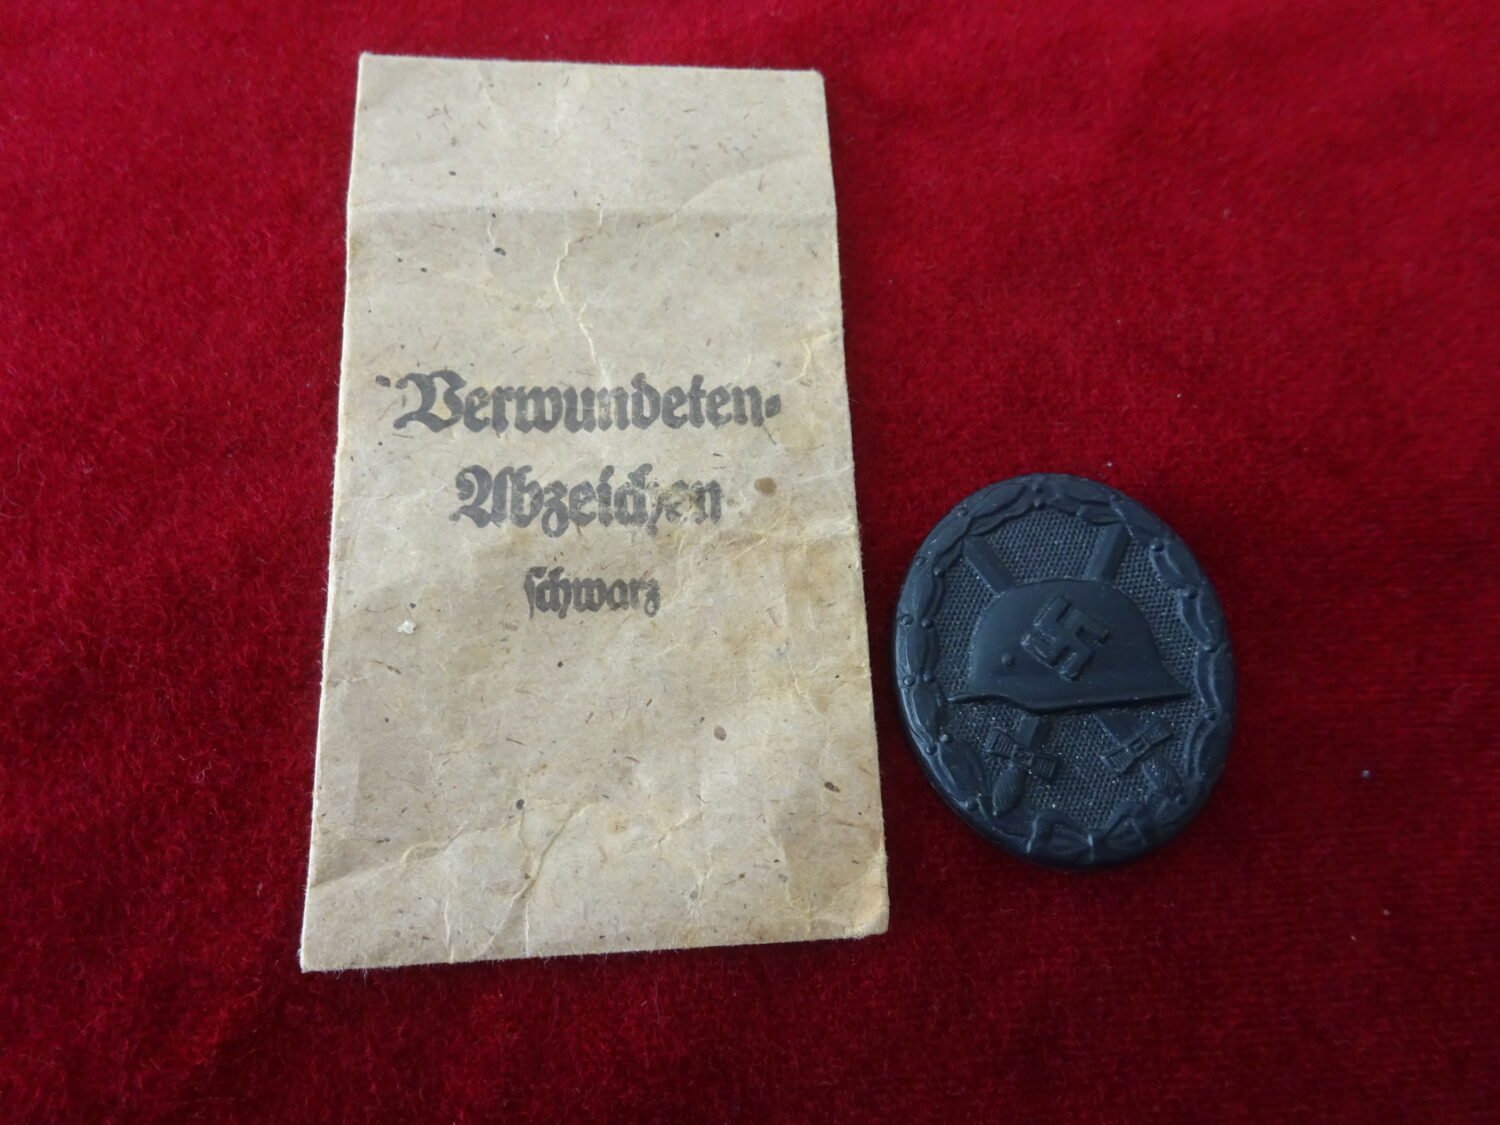 Verwundeten-
Abzeichen
schwarz